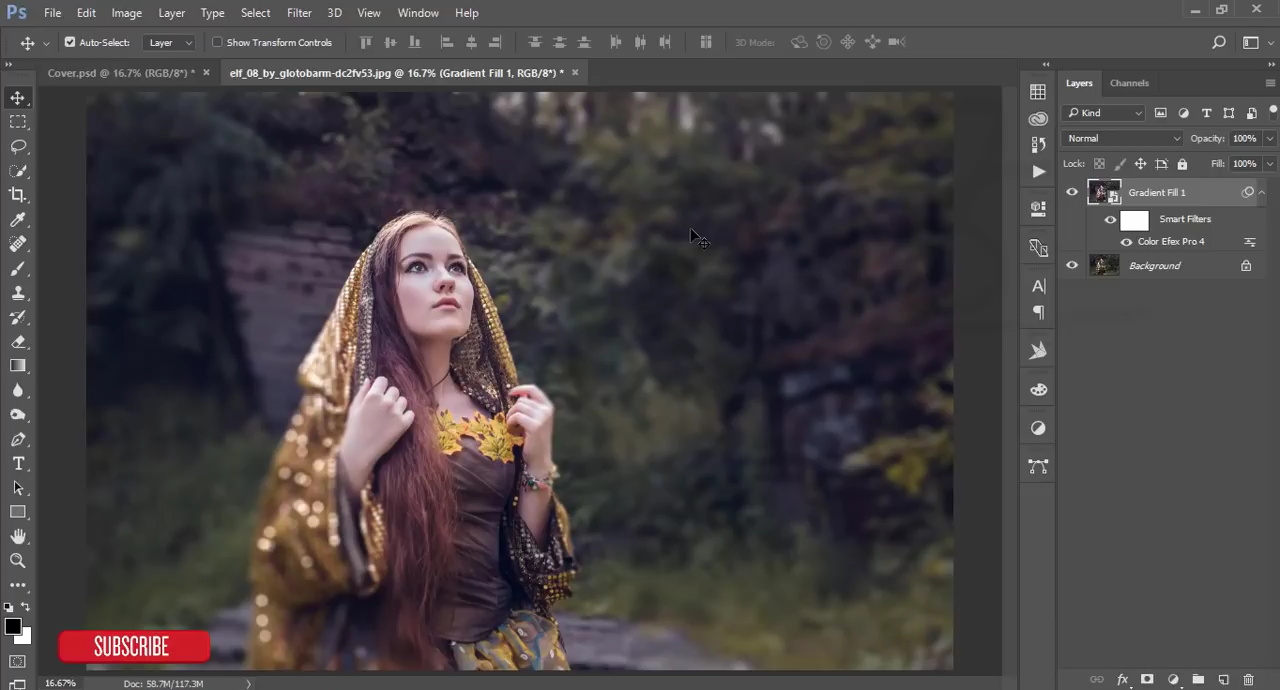 Ps File Edit Image Layer Type Select Filter 3D View Window Help
Auto-Select: Layer Show Transform Controls 3D Mode:
Cover.psd @ 16.7% (RGB/8*) * × elf_08_by_glotobarm-dc2fv53.jpg @ 16.7% (Gradient Fill 1, RGB/8*) * ×
Layers Channels
Kind
Normal Opacity: 100%
Lock: Fill: 100%
Gradient Fill 1
Smart Filters
Color Efex Pro 4
Background
SUBSCRIBE
16.67% Doc: 58.7M/117.3M
fx